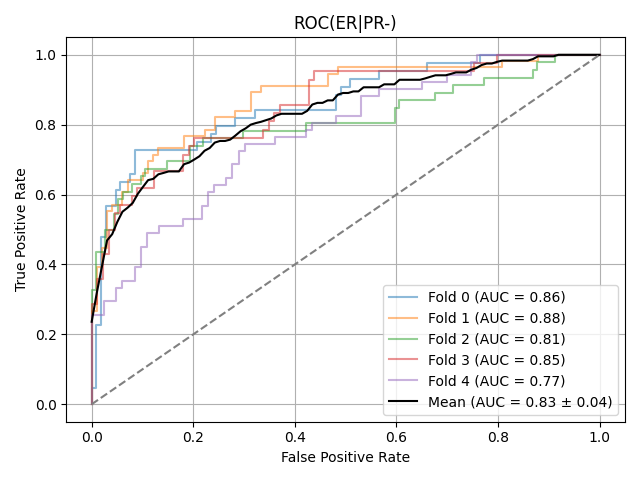 ROC(ER|PR-)
True Positive Rate
1.0
0.8
0.6
0.4
0.2
0.0
0.0 0.2 0.4 0.6 0.8 1.0
False Positive Rate
Fold 0 (AUC = 0.86)
Fold 1 (AUC = 0.88)
Fold 2 (AUC = 0.81)
Fold 3 (AUC = 0.85)
Fold 4 (AUC = 0.77)
Mean (AUC = 0.83 ± 0.04)